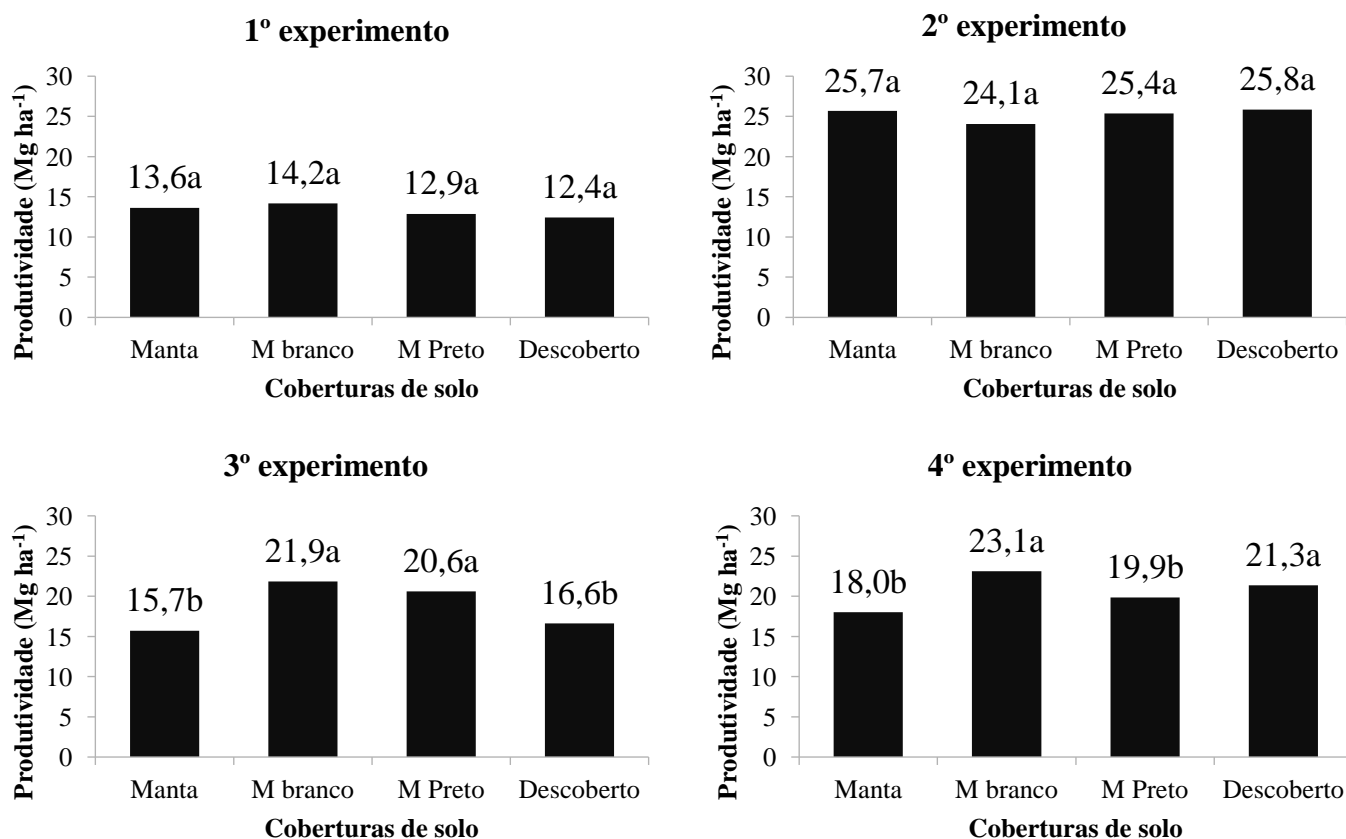 1º experimento
Produtividade (Mg ha⁻¹)
30
25
20
15
10
5
0
13,6a 14,2a 12,9a 12,4a
Manta M branco M Preto Descoberto
Coberturas de solo
2º experimento
Produtividade (Mg ha⁻¹)
30
25
20
15
10
5
0
25,7a 24,1a 25,4a 25,8a
Manta M branco M Preto Descoberto
Coberturas de solo
3º experimento
Produtividade (Mg ha⁻¹)
30
25
20
15
10
5
0
15,7b 21,9a 20,6a 16,6b
Manta M branco M Preto Descoberto
Coberturas de solo
4º experimento
Produtividade (Mg ha⁻¹)
30
25
20
15
10
5
0
18,0b 23,1a 19,9b 21,3a
Manta M branco M Preto Descoberto
Coberturas de solo